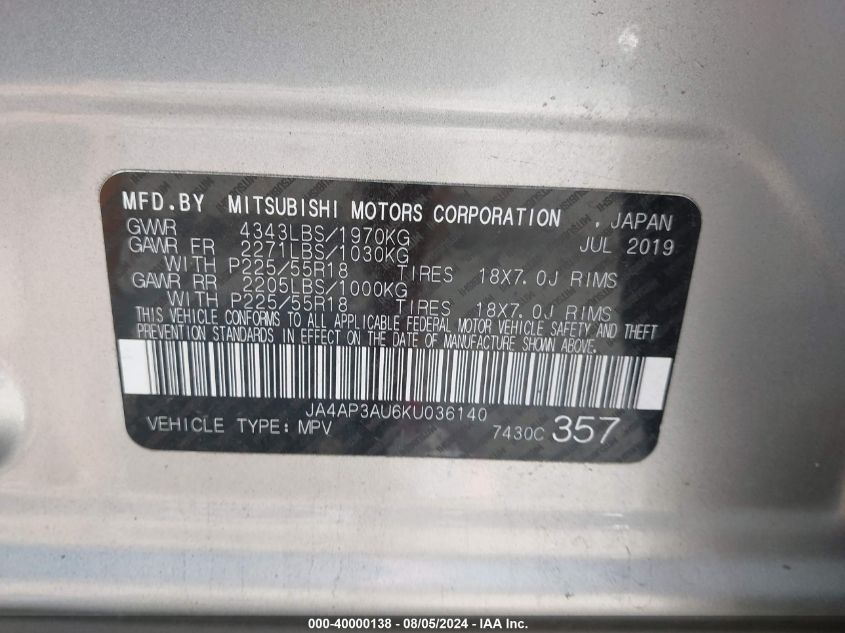 MFD.BY MITSUBISHI MOTORS CORPORATION , JAPAN
GVWR 4343LBS/1970KG JUL 2019
GAWR FR 2271LBS/1030KG
WITH P225/55R18 TIRES 18X7.0J RIMS
GAWR RR 2205LBS/1000KG
WITH P225/55R18 TIRES 18X7.0J RIMS
THIS VEHICLE CONFORMS TO ALL APPLICABLE FEDERAL MOTOR VEHICLE SAFETY AND THEFT
PREVENTION STANDARDS IN EFFECT ON THE DATE OF MANUFACTURE SHOWN ABOVE.
JA4AP3AU6KU036140
VEHICLE TYPE: MPV 7430C 357
000-40000138 - 08/05/2024 - IAA Inc.